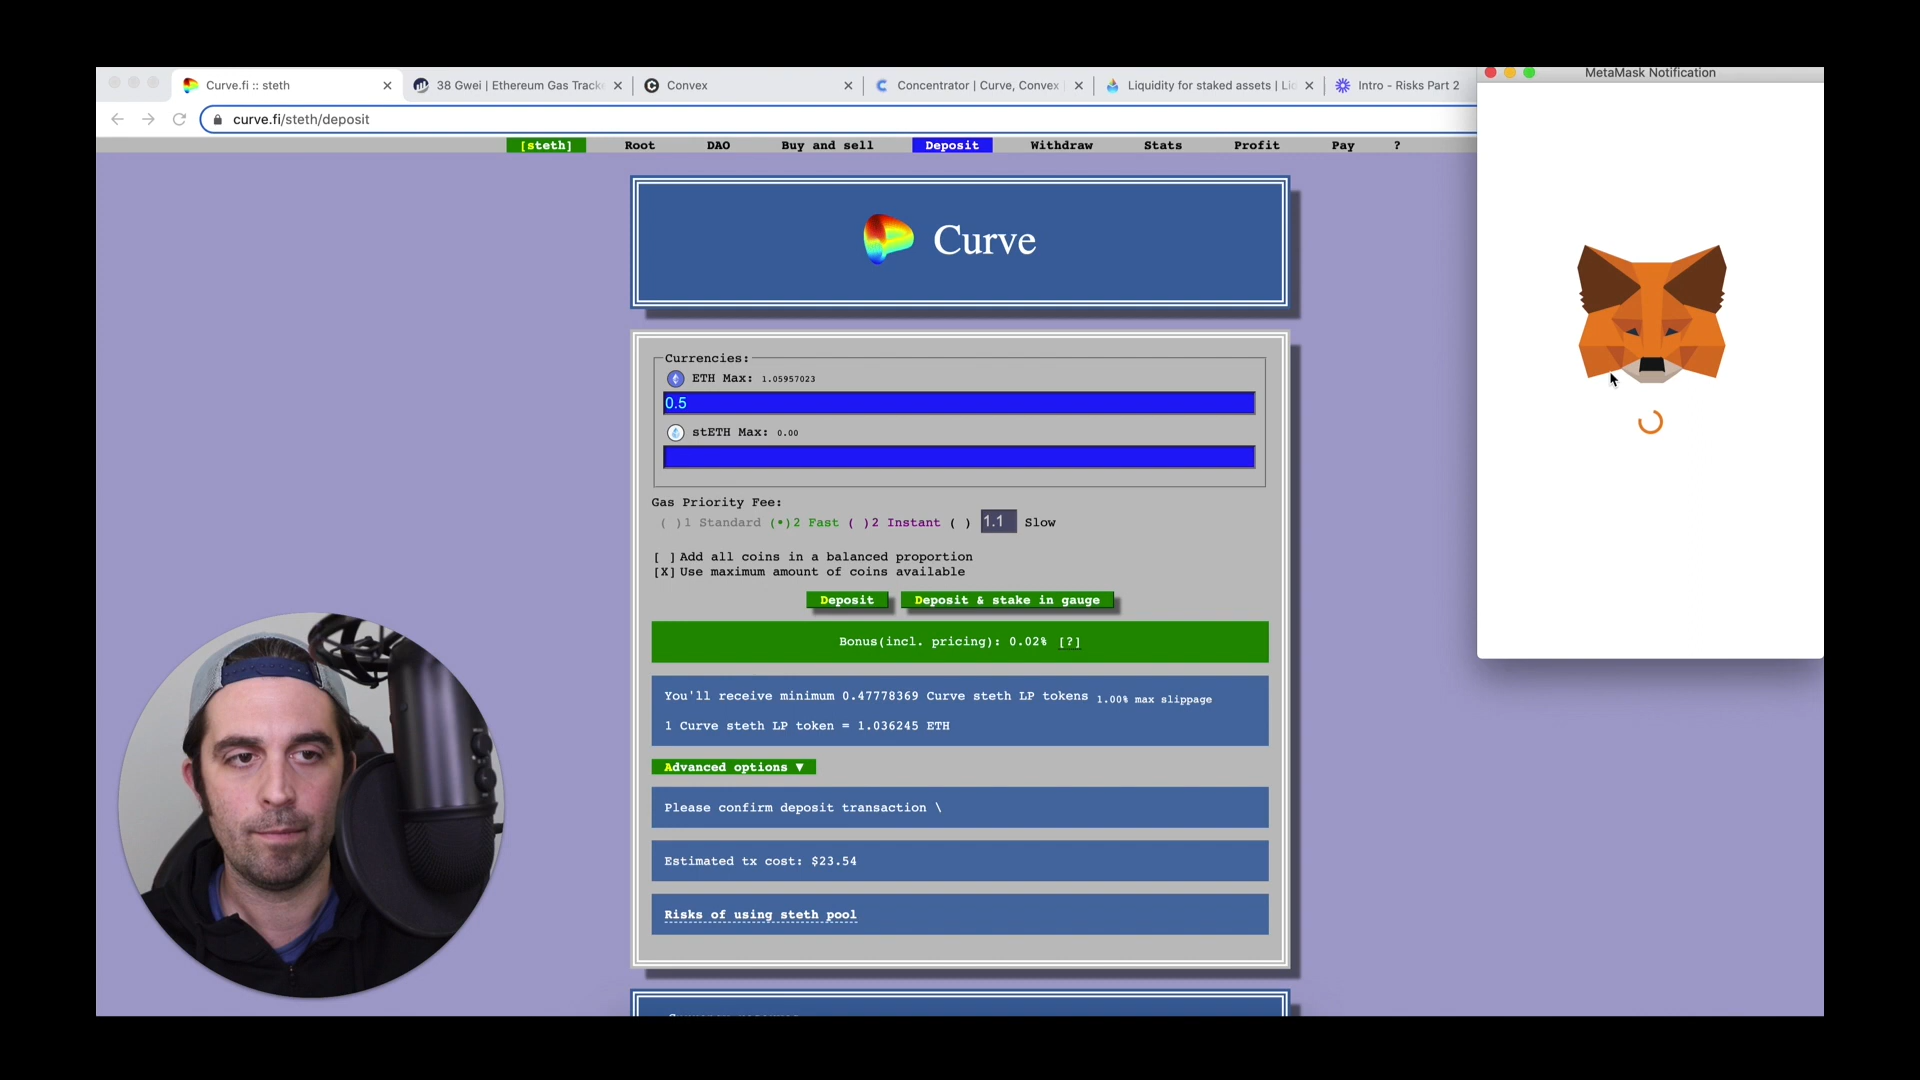 Curve.fi :: steth
38 Gwei | Ethereum Gas Tracke
Convex
Concentrator | Curve, Convex
Liquidity for staked assets | Lid
Intro - Risks Part 2
MetaMask Notification
curve.fi/steth/deposit
[steth] Root DAO Buy and sell Deposit Withdraw Stats Profit Pay ?
Curve
Currencies:
ETH Max: 1.05957023
0.5
stETH Max: 0.00
Gas Priority Fee:
( )1 Standard (•)2 Fast ( )2 Instant ( ) 1.1 Slow
[ ] Add all coins in a balanced proportion
[X] Use maximum amount of coins available
Deposit Deposit & stake in gauge
Bonus(incl. pricing): 0.02% [?]
You'll receive minimum 0.47778369 Curve steth LP tokens 1.00% max slippage
1 Curve steth LP token = 1.036245 ETH
Advanced options ▼
Please confirm deposit transaction \
Estimated tx cost: $23.54
Risks of using steth pool